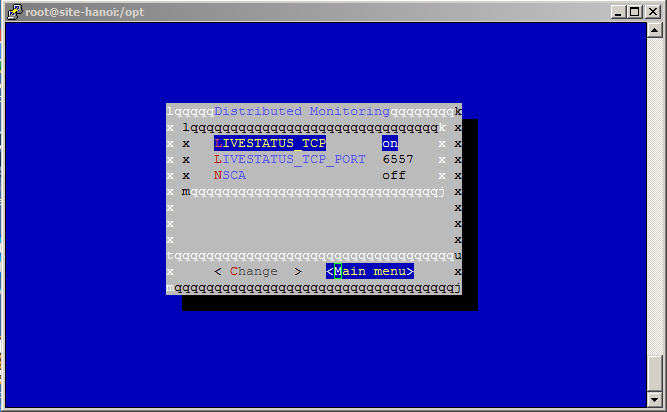 root@site-hanoi:/opt
lqqqqqDistributed Monitoringqqqqqqqqk
x lqqqqqqqqqqqqqqqqqqqqqqqqqqqqqqqk x
x x   LIVESTATUS_TCP       on     x x
x x   LIVESTATUS_TCP_PORT  6557   x x
x x   NSCA                 off    x x
x mqqqqqqqqqqqqqqqqqqqqqqqqqqqqqqqj x
x                                   x
x                                   x
x                                   x
tqqqqqqqqqqqqqqqqqqqqqqqqqqqqqqqqqqqu
x     < Change  >   <Main menu>     x
mqqqqqqqqqqqqqqqqqqqqqqqqqqqqqqqqqqqj